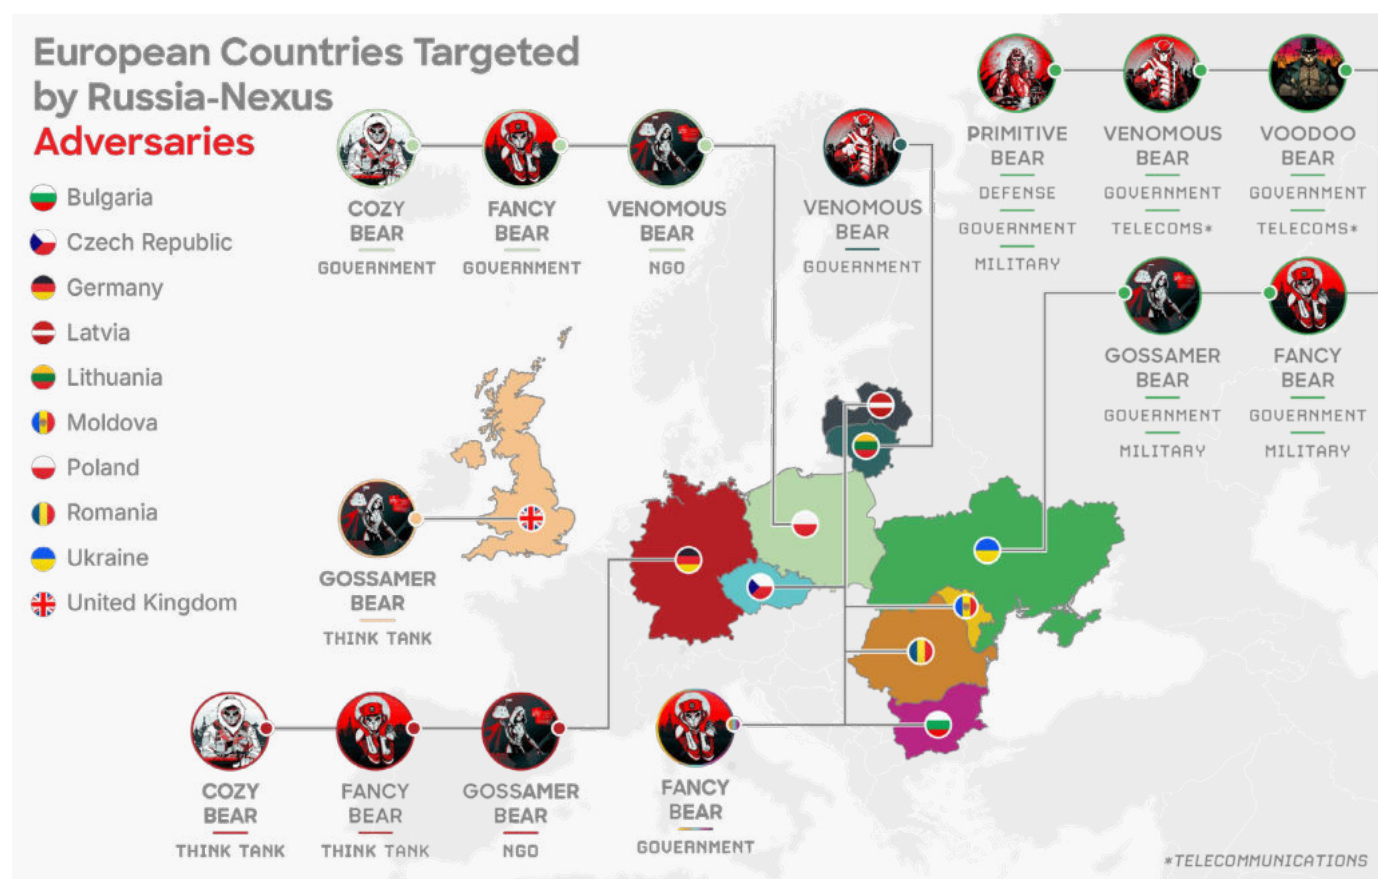 European Countries Targeted
by Russia-Nexus
Adversaries
Bulgaria
Czech Republic
Germany
Latvia
Lithuania
Moldova
Poland
Romania
Ukraine
United Kingdom
COZY
BEAR
GOVERNMENT
FANCY
BEAR
GOVERNMENT
VENOMOUS
BEAR
NGO
VENOMOUS
BEAR
GOVERNMENT
PRIMITIVE
BEAR
DEFENSE
GOVERNMENT
MILITARY
VENOMOUS
BEAR
GOVERNMENT
TELECOMS*
VOODOO
BEAR
GOVERNMENT
TELECOMS*
GOSSAMER
BEAR
GOVERNMENT
MILITARY
FANCY
BEAR
GOVERNMENT
MILITARY
GOSSAMER
BEAR
THINK TANK
COZY
BEAR
THINK TANK
FANCY
BEAR
THINK TANK
GOSSAMER
BEAR
NGO
FANCY
BEAR
GOVERNMENT
*TELECOMMUNICATIONS